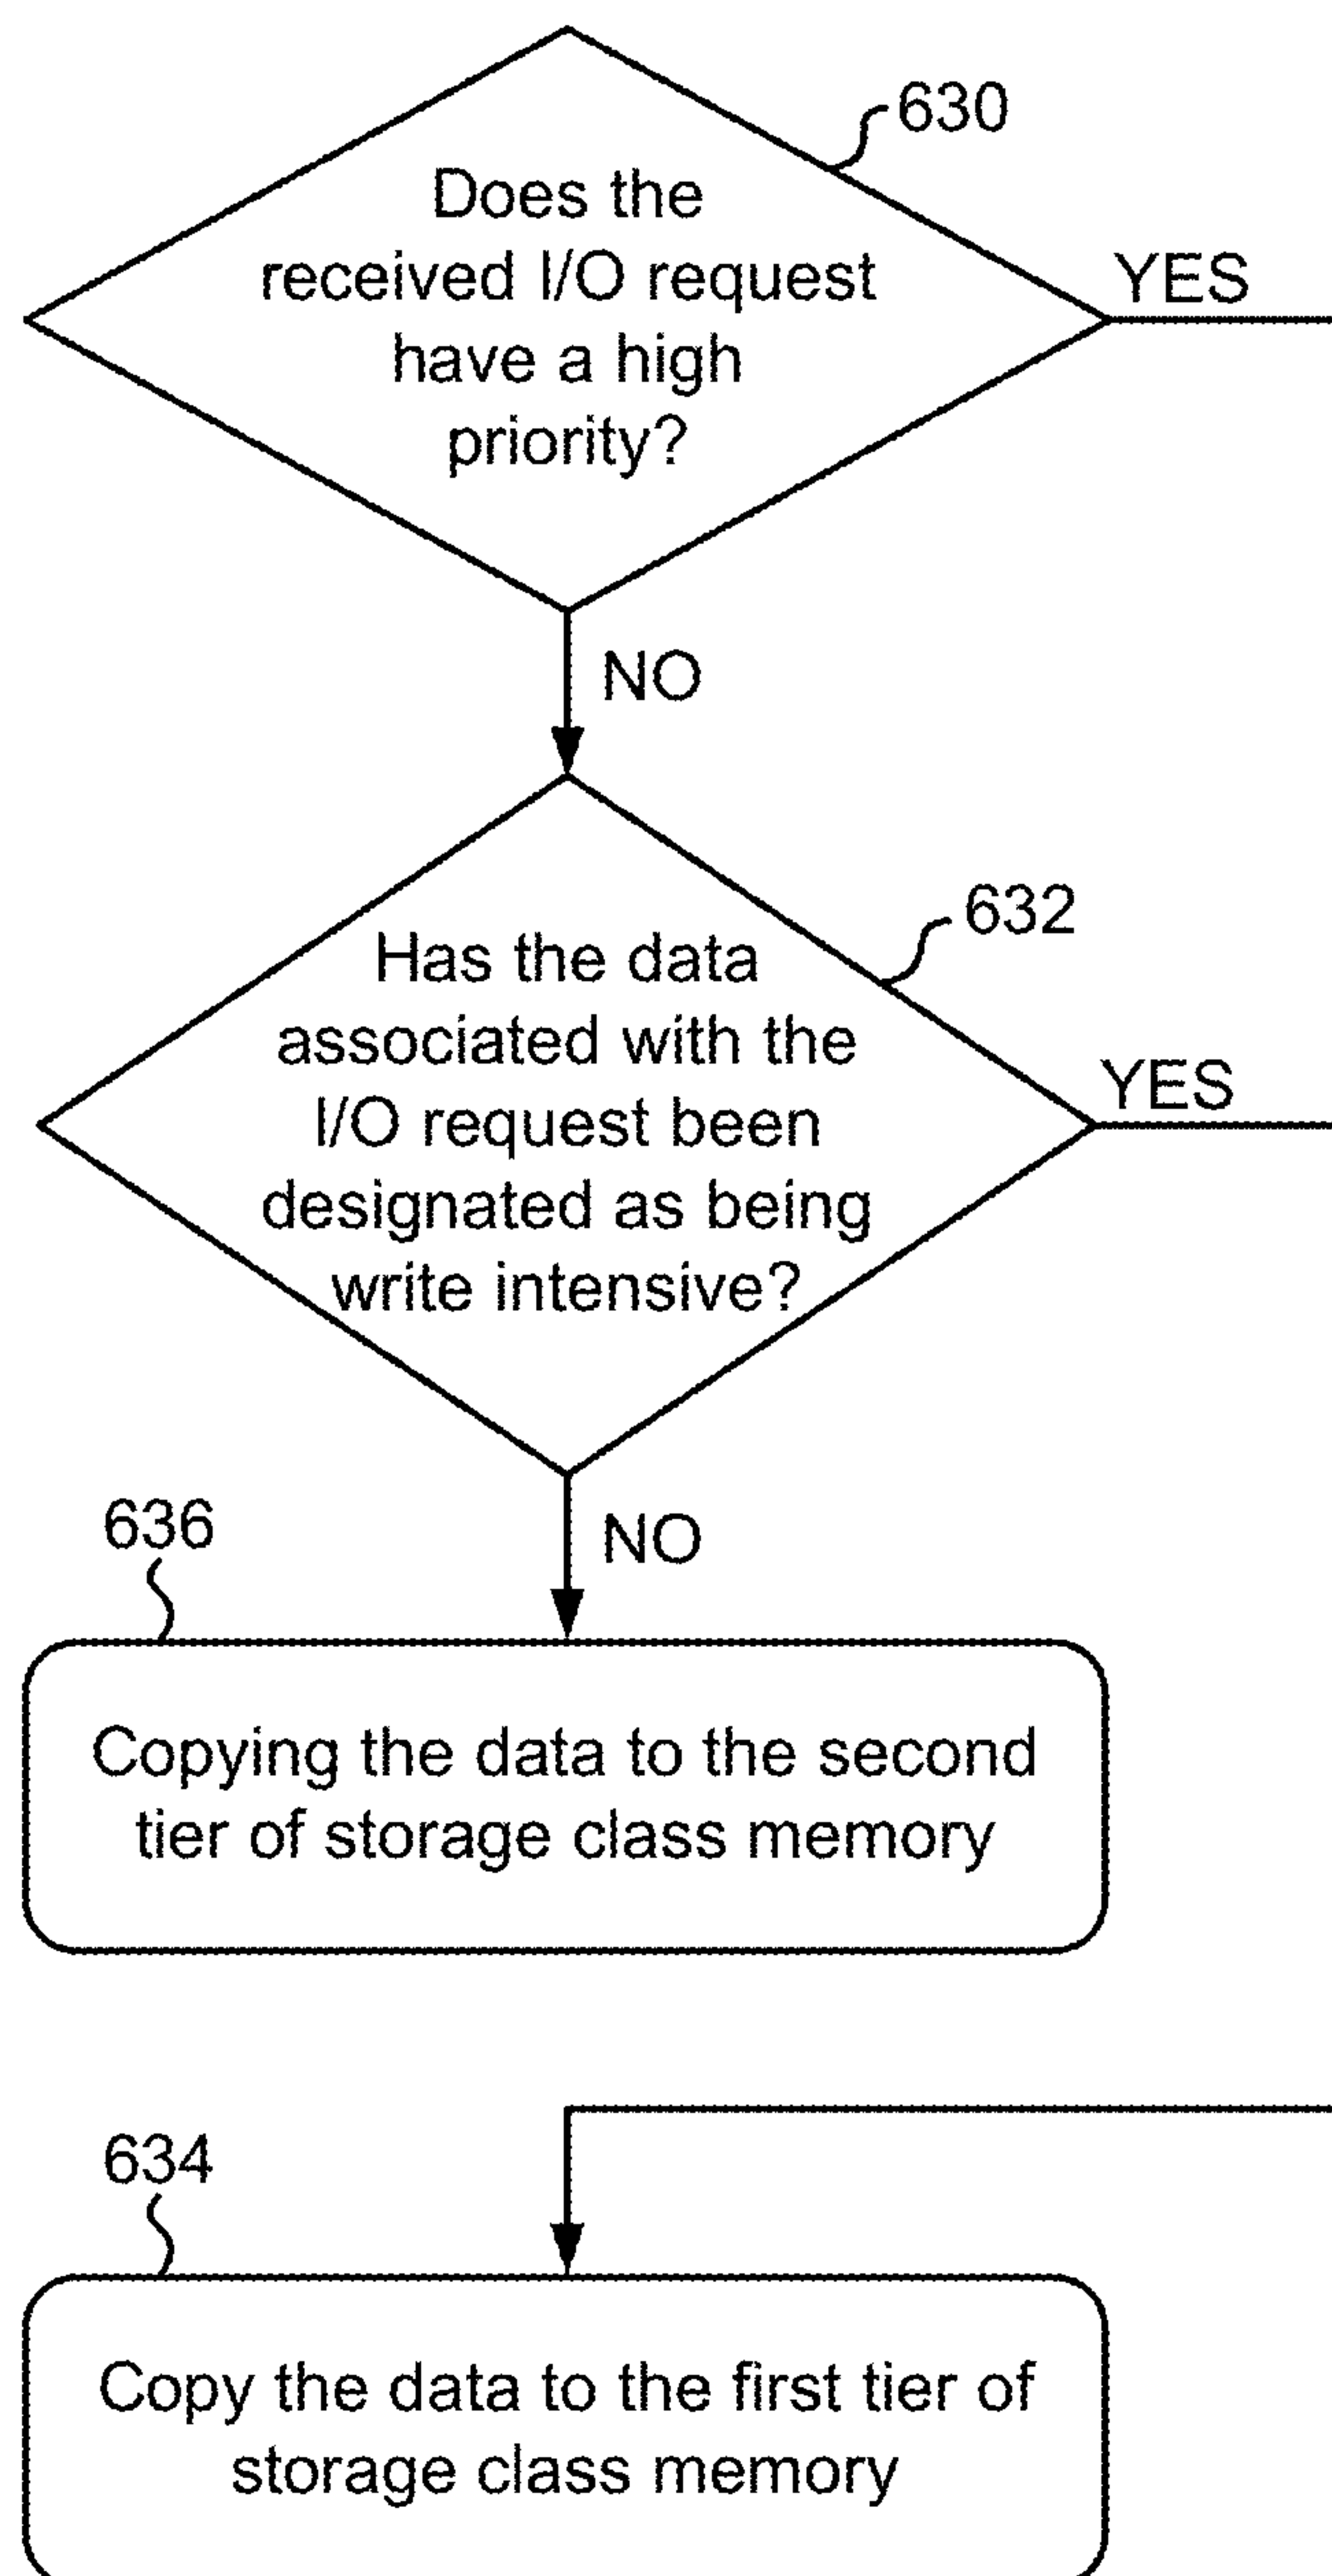 630
Does the
received I/O request
have a high
priority?
YES
NO
632
Has the data
associated with the
I/O request been
designated as being
write intensive?
YES
NO
636
Copying the data to the second
tier of storage class memory
634
Copy the data to the first tier of
storage class memory